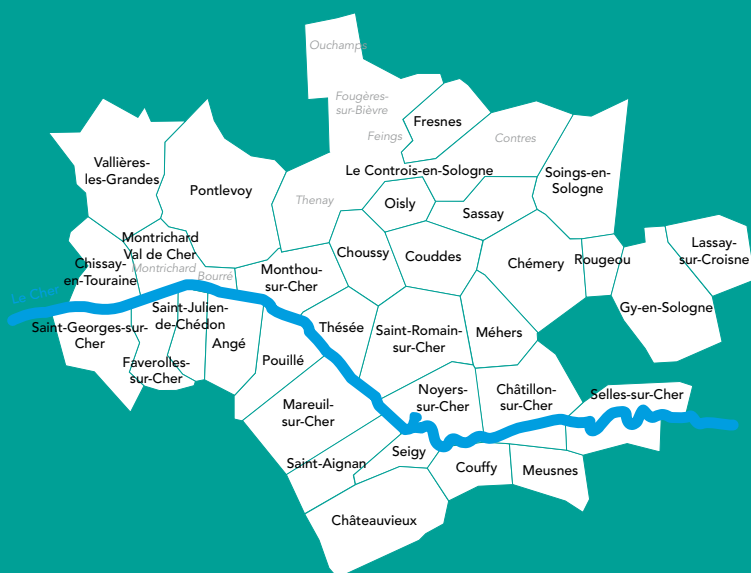 Ouchamps
Fougères-
sur-Bièvre
Feings
Fresnes
Contres
Vallières-
les-Grandes
Pontlevoy
Le Controis-en-Sologne
Soings-en-
Sologne
Thenay
Oisly
Sassay
Montrichard
Val de Cher
Montrichard
Bourré
Chissay-
en-Touraine
Monthou-
sur-Cher
Choussy
Couddes
Chémery
Rougeou
Lassay-
sur-Croisne
Le Cher
Gy-en-Sologne
Saint-Georges-sur-
Cher
Saint-Julien-
de-Chédon
Faverolles-
sur-Cher
Angé
Pouillé
Thésée
Saint-Romain-
sur-Cher
Méhers
Mareuil-
sur-Cher
Noyers-
sur-Cher
Châtillon-
sur-Cher
Selles-sur-Cher
Saint-Aignan
Seigy
Couffy
Meusnes
Châteauvieux